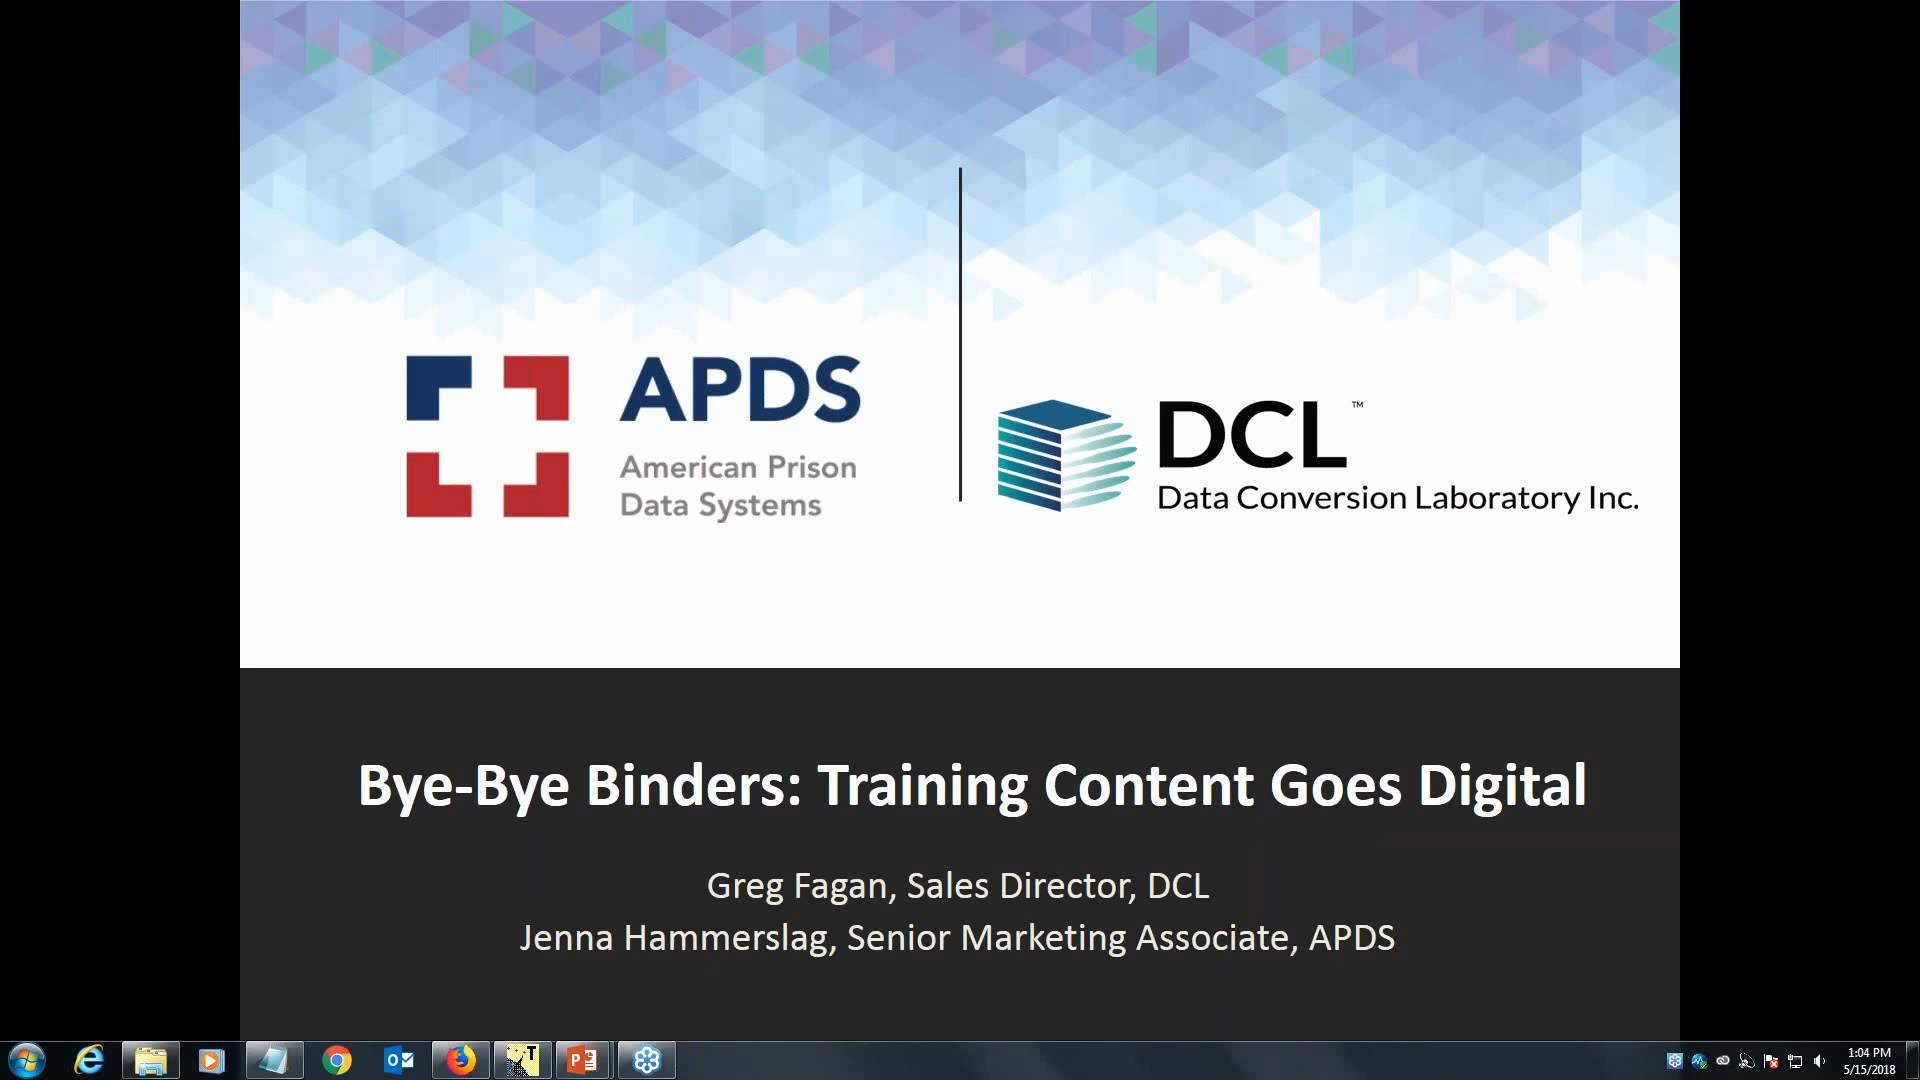 APDS
American Prison
Data Systems
DCL™
Data Conversion Laboratory Inc.
Bye-Bye Binders: Training Content Goes Digital
Greg Fagan, Sales Director, DCL
Jenna Hammerslag, Senior Marketing Associate, APDS
1:04 PM
5/15/2018